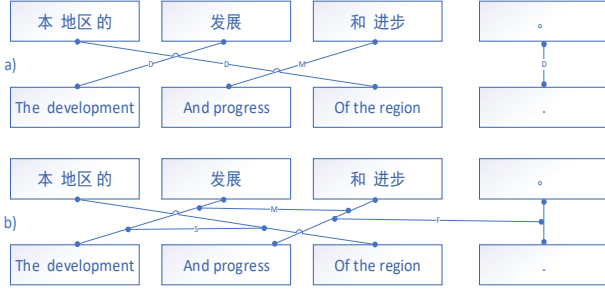 本 地区 的 发展 和 进步 。
a) D D M D
The development And progress Of the region .
本 地区 的 发展 和 进步 。
M F
b) S
The development And progress Of the region .